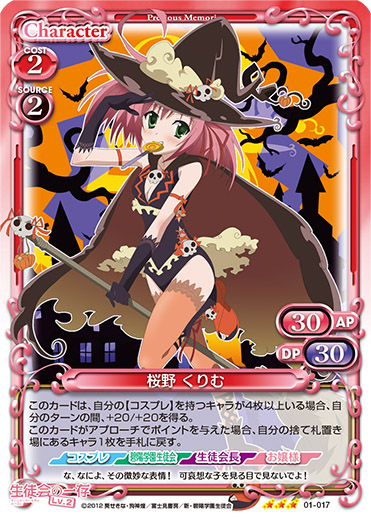 Precious Memories
Character
COST
2
SOURCE
2
30 AP
DP 30
桜野 くりむ
このカードは、自分の【コスプレ】を持つキャラが4枚以上いる場合、自
分のターンの間、+20/+20を得る。
このカードがアプローチでポイントを与えた場合、自分の捨て札置き
場にあるキャラ1枚を手札に戻す。
コスプレ 碧陽学園生徒会 生徒会長 お嬢様
な、なによ、その微妙な表情! 可哀想な子を見る目で見ないでよ!
生徒会の一存
Lv.2
©2012 葵せきな・狗神煌/富士見書房/新・碧陽学園生徒会
01-017